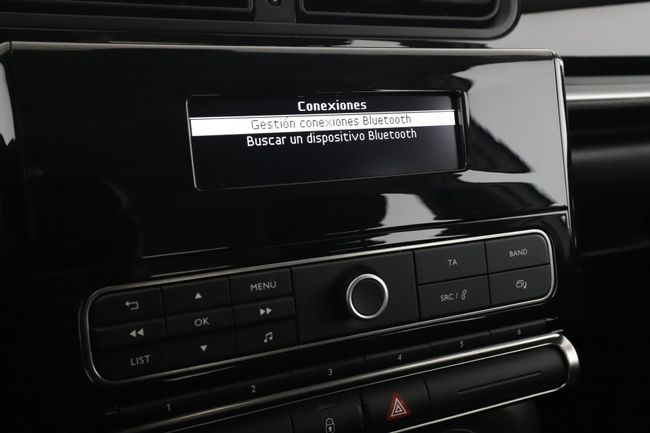 Conexiones
Gestión conexiones Bluetooth
Buscar un dispositivo Bluetooth
TA
BAND
MENU
SRC /
OK
LIST
1
2
3
4
5
6